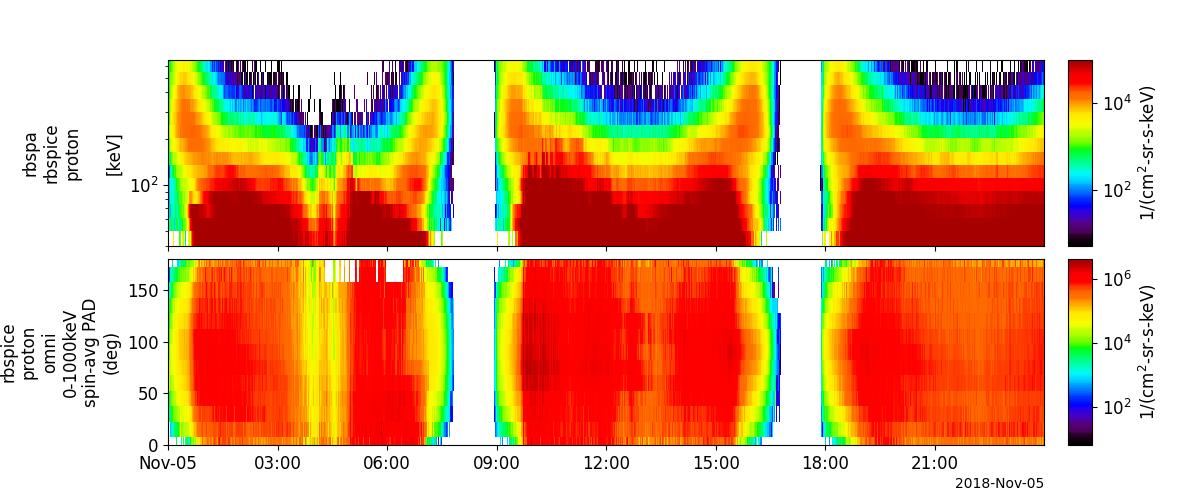 rbspa
rbspice
proton
[keV]
10²
10⁴
10²
1/(cm²-sr-s-keV)
rbspice
proton
omni
0-1000keV
spin-avg PAD
(deg)
150
100
50
0
10⁶
10⁴
10²
1/(cm²-sr-s-keV)
Nov-05 03:00 06:00 09:00 12:00 15:00 18:00 21:00
2018-Nov-05